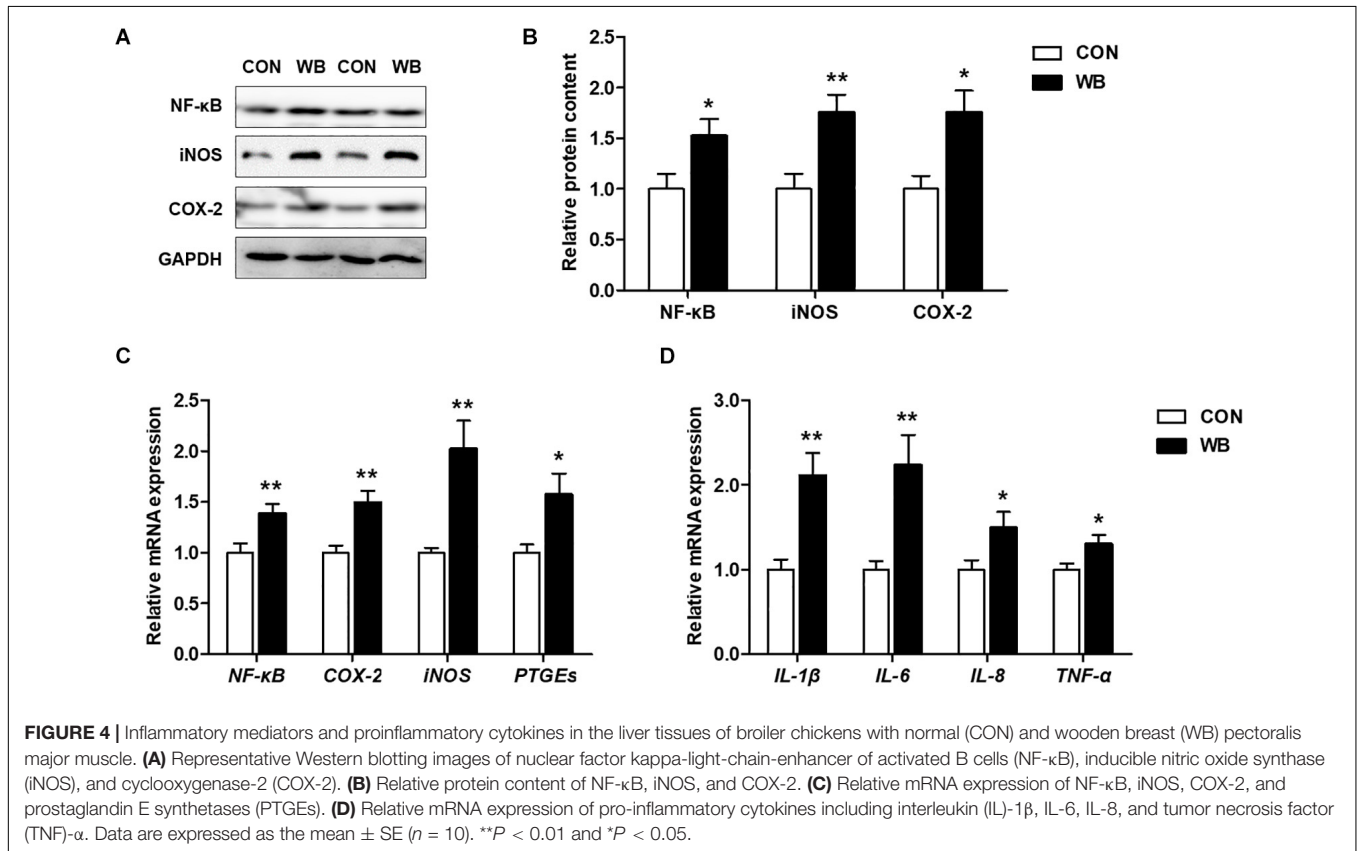 A
CON WB CON WB
NF-κB
iNOS
COX-2
GAPDH
B
Relative protein content
2.5
2.0
1.5
1.0
0.5
0.0
* ** *
NF-κB iNOS COX-2
CON
WB
C
Relative mRNA expression
2.5
2.0
1.5
1.0
0.5
0.0
** ** ** *
NF-κB COX-2 iNOS PTGEs
D
Relative mRNA expression
3.0
2.0
1.0
0.0
** ** * *
IL-1β IL-6 IL-8 TNF-α
CON
WB
FIGURE 4 | Inflammatory mediators and proinflammatory cytokines in the liver tissues of broiler chickens with normal (CON) and wooden breast (WB) pectoralis
major muscle. (A) Representative Western blotting images of nuclear factor kappa-light-chain-enhancer of activated B cells (NF-κB), inducible nitric oxide synthase
(iNOS), and cyclooxygenase-2 (COX-2). (B) Relative protein content of NF-κB, iNOS, and COX-2. (C) Relative mRNA expression of NF-κB, iNOS, COX-2, and
prostaglandin E synthetases (PTGEs). (D) Relative mRNA expression of pro-inflammatory cytokines including interleukin (IL)-1β, IL-6, IL-8, and tumor necrosis factor
(TNF)-α. Data are expressed as the mean ± SE (n = 10). **P < 0.01 and *P < 0.05.